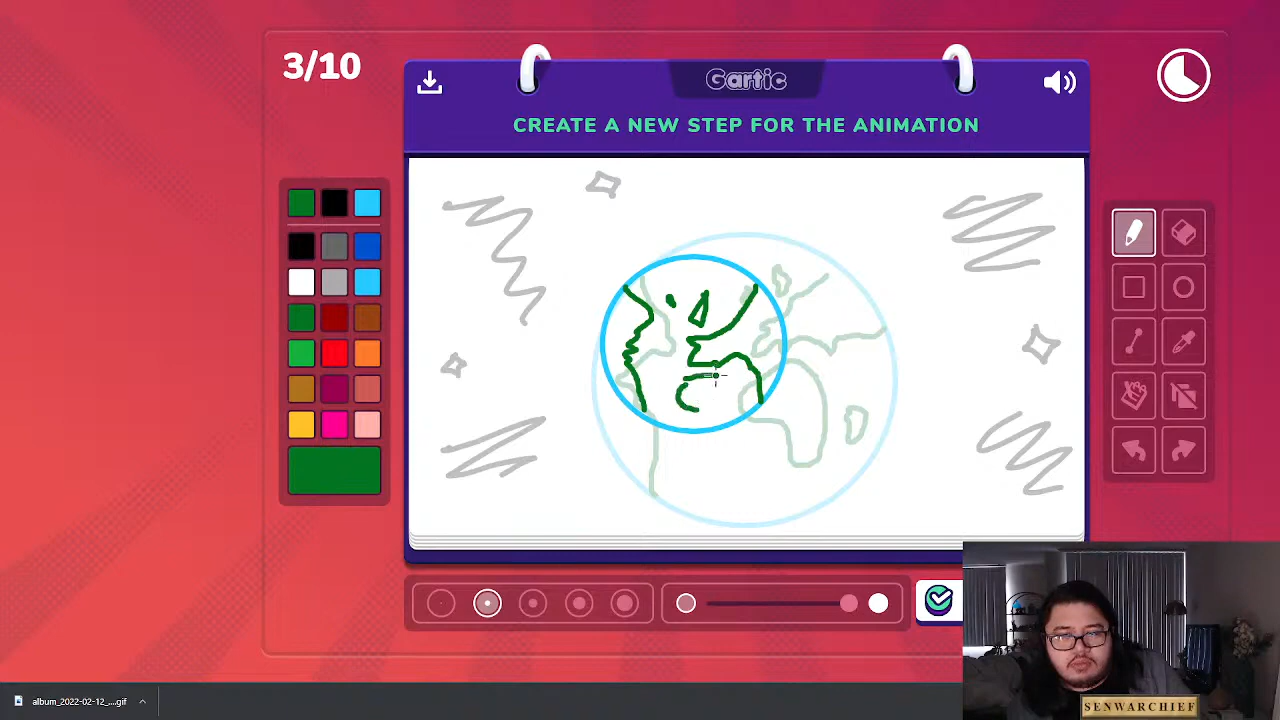 3/10
Gartic
CREATE A NEW STEP FOR THE ANIMATION
album_2022-02-12_....gif
SENWARCHIEF